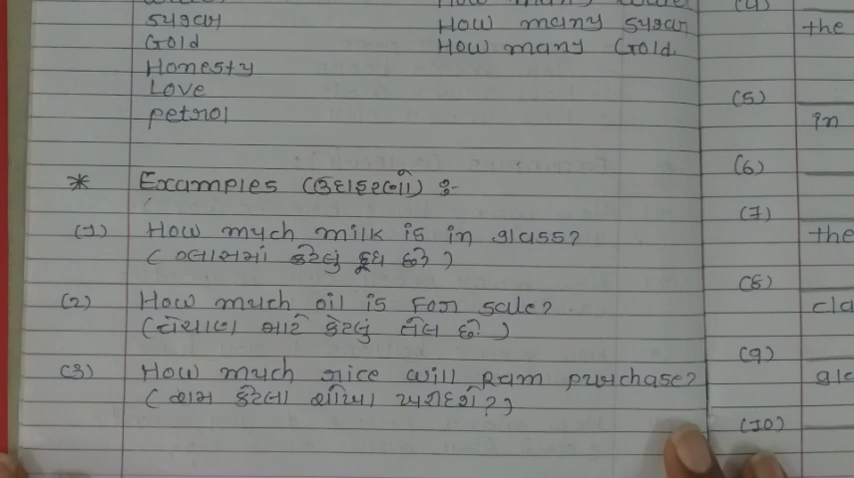 sugar How many sugar (4) the
Gold How many Gold
Honesty
Love (5)
petrol in
* Examples (ઉદાહરણો) :- (6)
(7)
(1) How much milk is in glass? the
(ગ્લાસમાં કેટલું દૂધ છે)
(8)
(2) How much oil is for sale? cla
(વેચાણ માટે કેટલું તેલ છે)
(9)
(3) How much rice will Ram purchase?
(રામ કેટલા ચોખા ખરીદશે?)
(10)